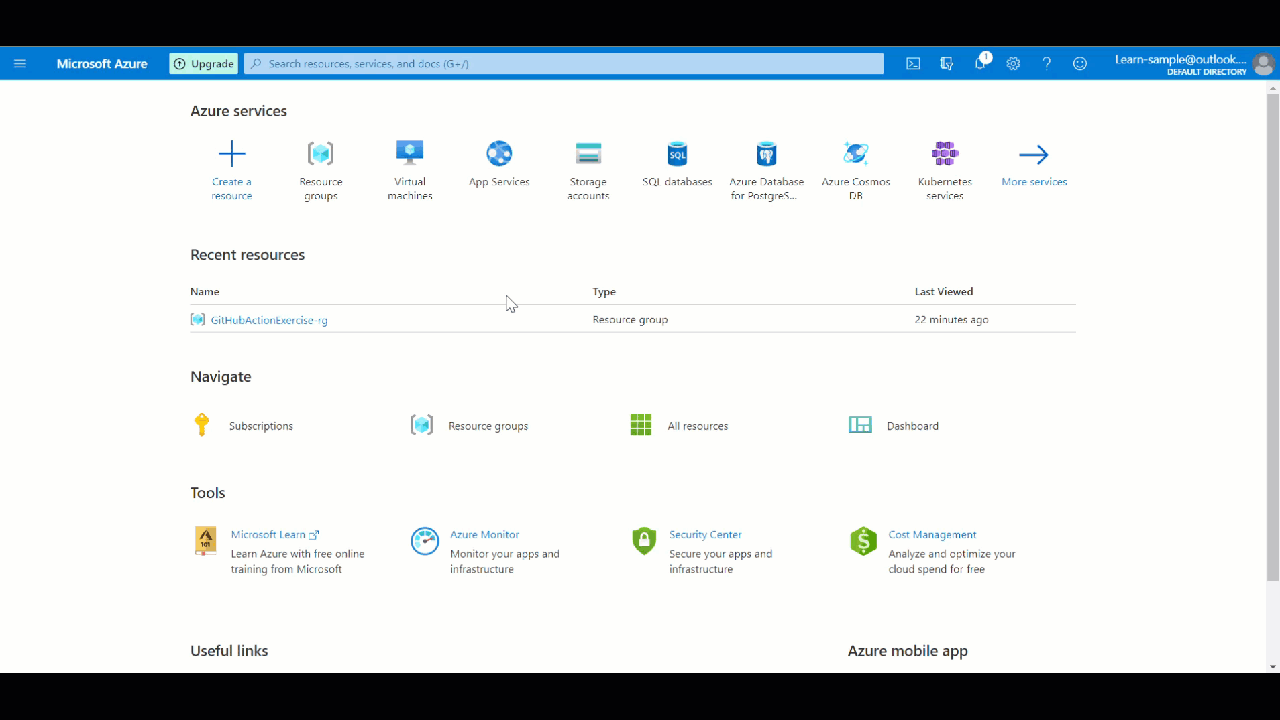 Microsoft Azure
Upgrade
Search resources, services, and docs (G+/)
1
Learn-sample@outlook....
DEFAULT DIRECTORY
Azure services
Create a
resource
Resource
groups
Virtual
machines
App Services
Storage
accounts
SQL
SQL databases
Azure Database
for PostgreS...
Azure Cosmos
DB
Kubernetes
services
More services
Recent resources
Name
Type
Last Viewed
GitHubActionExercise-rg
Resource group
22 minutes ago
Navigate
Subscriptions
Resource groups
All resources
Dashboard
Tools
101
Microsoft Learn
Learn Azure with free online
training from Microsoft
Azure Monitor
Monitor your apps and
infrastructure
Security Center
Secure your apps and
infrastructure
$
Cost Management
Analyze and optimize your
cloud spend for free
Useful links
Azure mobile app